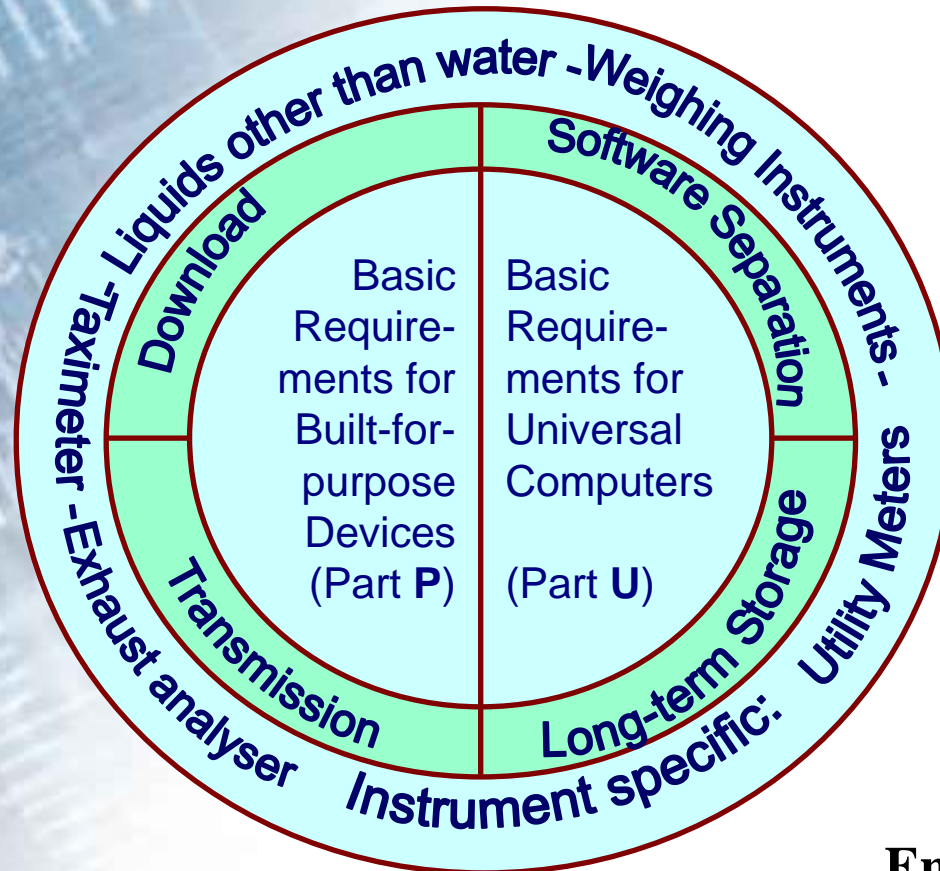 Instrument specific: Utility Meters
-Exhaust analyser
-Taximeter
- Liquids other than water -Weighing Instruments -
Download
Software Separation
Transmission
Long-term Storage
Basic
Require-
ments for
Built-for-
purpose
Devices
(Part P)
Basic
Require-
ments for
Universal
Computers
(Part U)